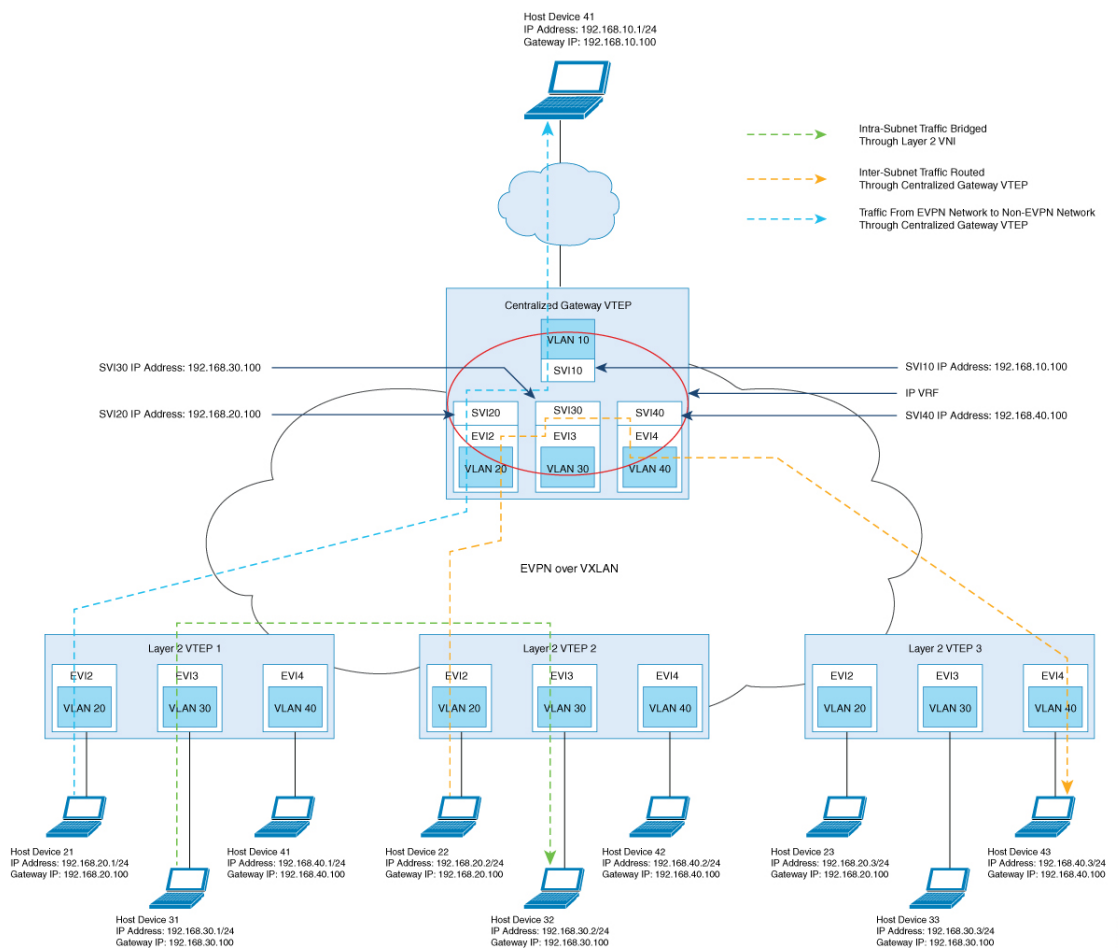 Host Device 41
IP Address: 192.168.10.1/24
Gateway IP: 192.168.10.100
Intra-Subnet Traffic Bridged
Through Layer 2 VNI
Inter-Subnet Traffic Routed
Through Centralized Gateway VTEP
Traffic From EVPN Network to Non-EVPN Network
Through Centralized Gateway VTEP
Centralized Gateway VTEP
VLAN 10
SVI10
SVI30 IP Address: 192.168.30.100
SVI10 IP Address: 192.168.10.100
IP VRF
SVI20 IP Address: 192.168.20.100
SVI40 IP Address: 192.168.40.100
SVI20
SVI30
SVI40
EVI2
EVI3
EVI4
VLAN 20
VLAN 30
VLAN 40
EVPN over VXLAN
Layer 2 VTEP 1
EVI2
EVI3
EVI4
VLAN 20
VLAN 30
VLAN 40
Layer 2 VTEP 2
EVI2
EVI3
EVI4
VLAN 20
VLAN 30
VLAN 40
Layer 2 VTEP 3
EVI2
EVI3
EVI4
VLAN 20
VLAN 30
VLAN 40
Host Device 21
IP Address: 192.168.20.1/24
Gateway IP: 192.168.20.100
Host Device 41
IP Address: 192.168.40.1/24
Gateway IP: 192.168.40.100
Host Device 22
IP Address: 192.168.20.2/24
Gateway IP: 192.168.20.100
Host Device 42
IP Address: 192.168.40.2/24
Gateway IP: 192.168.40.100
Host Device 23
IP Address: 192.168.20.3/24
Gateway IP: 192.168.20.100
Host Device 43
IP Address: 192.168.40.3/24
Gateway IP: 192.168.40.100
Host Device 31
IP Address: 192.168.30.1/24
Gateway IP: 192.168.30.100
Host Device 32
IP Address: 192.168.30.2/24
Gateway IP: 192.168.30.100
Host Device 33
IP Address: 192.168.30.3/24
Gateway IP: 192.168.30.100